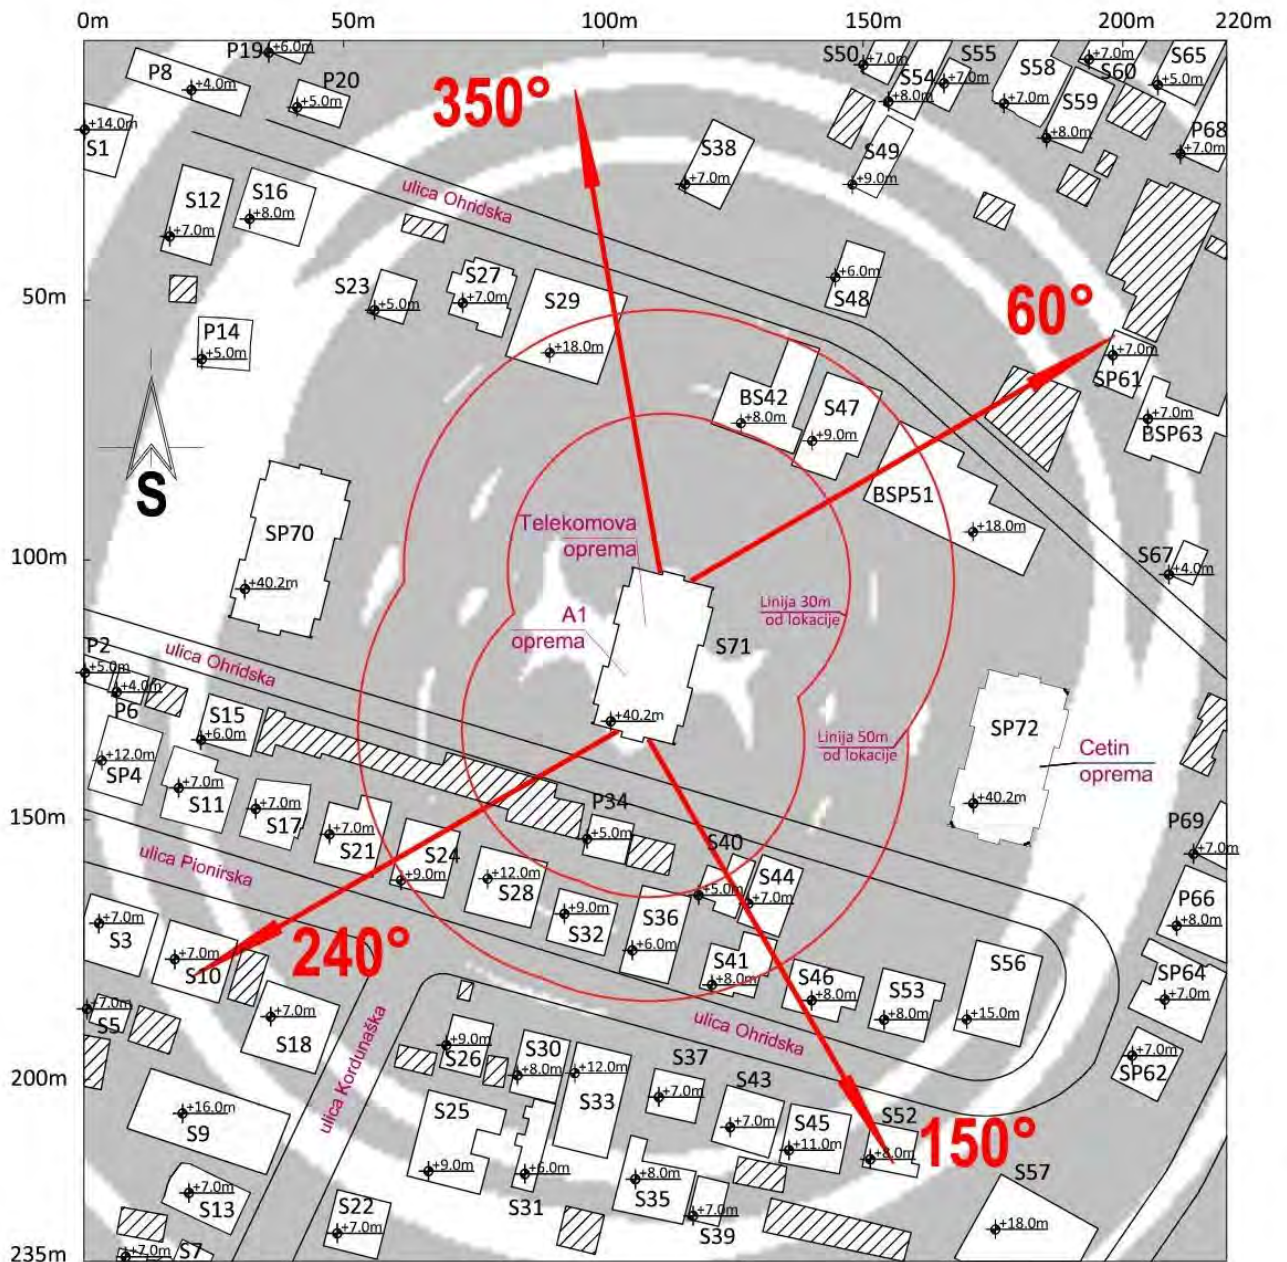 0m 50m 100m 150m 200m 220m
P19 +6.0m
P8 +4.0m
P20 +5.0m
350°
S50 +7.0m
S54 +8.0m
S55 +7.0m
S58 +7.0m
S59 +8.0m
S60 +7.0m
S65 +5.0m
P68 +7.0m
+14.0m S1
S12 +7.0m
S16 +8.0m
ulica Ohridska
S38 +7.0m
S49 +9.0m
50m
S23 +5.0m
S27 +7.0m
S29 +18.0m
S48 +6.0m
60°
P14 +5.0m
+7.0m SP61
+7.0m BSP63
BS42 +8.0m
S47 +9.0m
S
BSP51 +18.0m
SP70 +40.2m
Telekomova
oprema
100m
S67 +4.0m
Linija 30m
od lokacije
A1
oprema
S71
+40.2m
P2 +5.0m
+4.0m P6
ulica Ohridska
S15 +6.0m
+12.0m SP4
+7.0m S11
Linija 50m
od lokacije
SP72 +40.2m
Cetin
oprema
150m
+7.0m S17
+7.0m S21
P34 +5.0m
P69 +7.0m
ulica Pionirska
S24 +9.0m
+12.0m S28
S40 +5.0m
S44 +7.0m
P66 +8.0m
+7.0m S3
+9.0m S32
S36 +6.0m
240°
+7.0m S10
S41 +8.0m
S46 +8.0m
S53 +8.0m
S56 +15.0m
SP64 +7.0m
+7.0m S5
+7.0m S18
ulica Kordunaška
ulica Ohridska
+9.0m S26
S30 +8.0m
+12.0m S33
S37 +7.0m
+7.0m SP62
200m
+16.0m S9
S25 +9.0m
S43 +7.0m
S45 +11.0m
S52 +8.0m
150°
+7.0m S13
+6.0m S31
+8.0m S35
+7.0m S39
S57 +18.0m
S22 +7.0m
235m
+7.0m S7